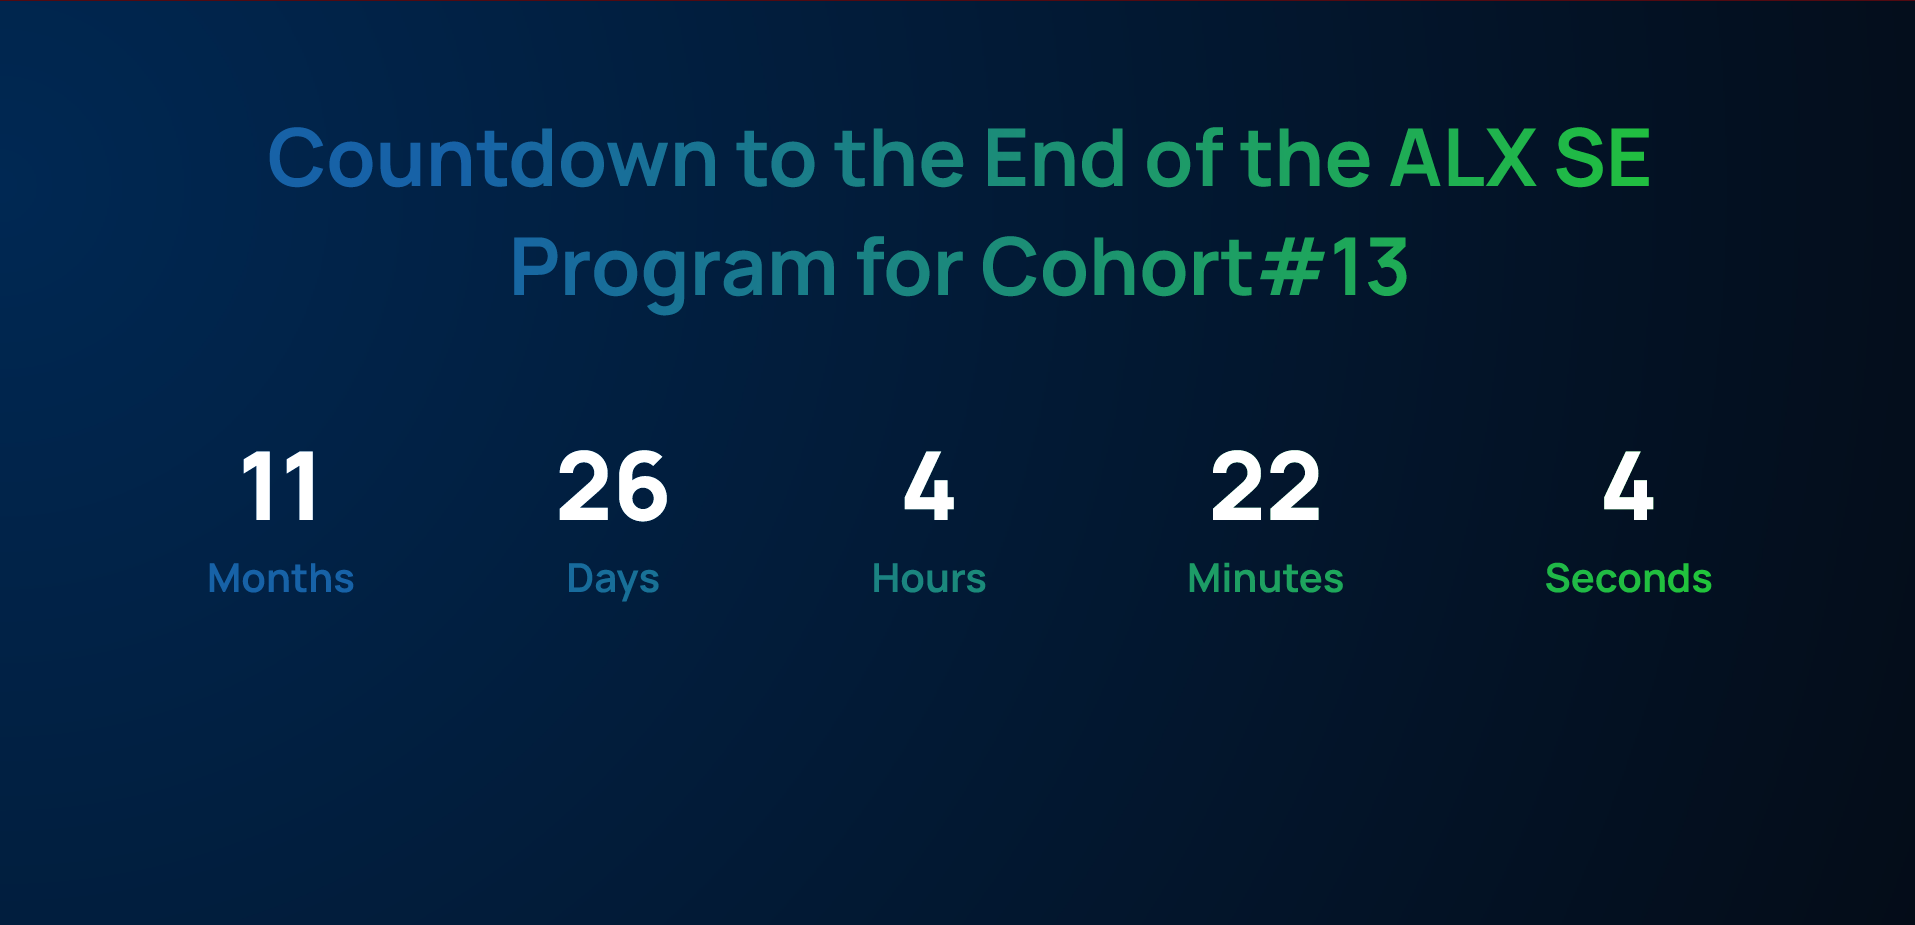 Countdown to the End of the ALX SE
Program for Cohort#13
11 26 4 22 4
Months Days Hours Minutes Seconds